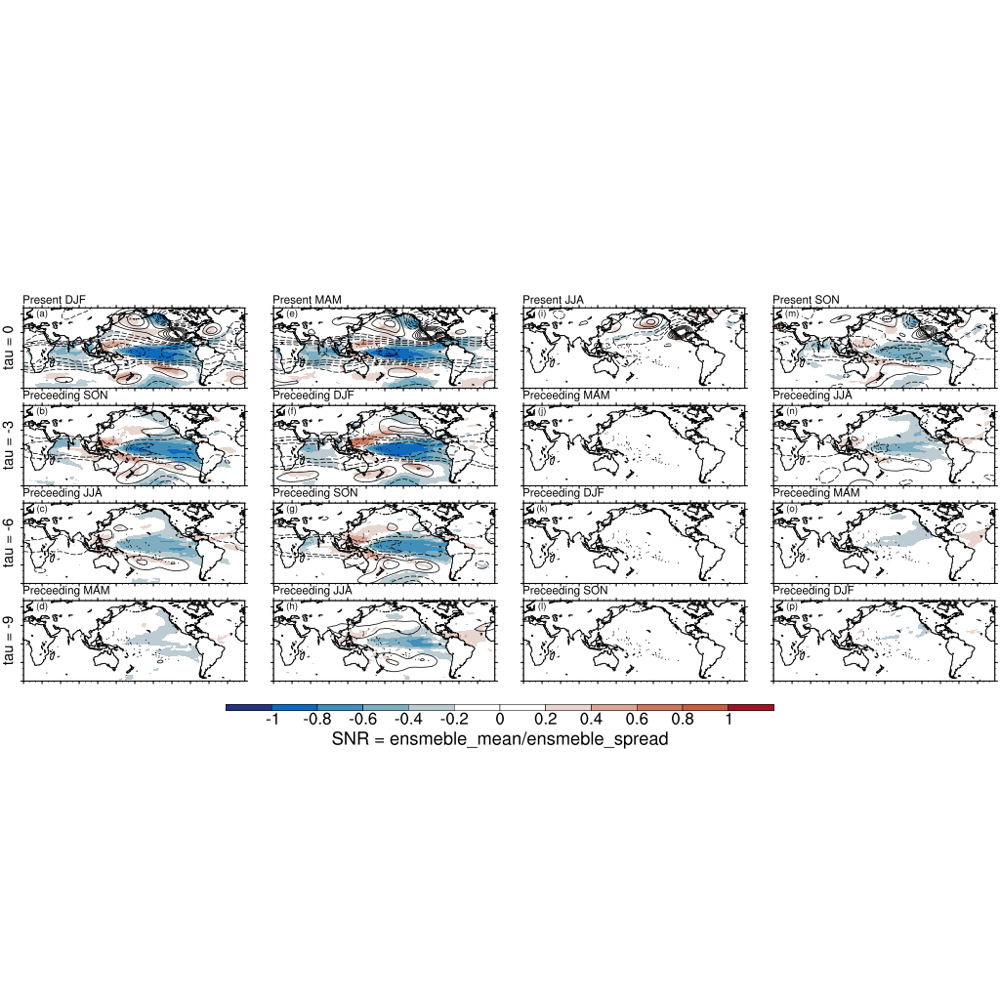 Present DJF
Present MAM
Present JJA
Present SON
tau = 0
(a)
(e)
(i)
(m)
Preceeding SON
Preceeding DJF
Preceeding MAM
Preceeding JJA
tau = -3
(b)
(f)
(j)
(n)
Preceeding JJA
Preceeding SON
Preceeding DJF
Preceeding MAM
tau = -6
(c)
(g)
(k)
(o)
Preceeding MAM
Preceeding JJA
Preceeding SON
Preceeding DJF
tau = -9
(d)
(h)
(l)
(p)
-1 -0.8 -0.6 -0.4 -0.2 0 0.2 0.4 0.6 0.8 1
SNR = ensmeble_mean/ensmeble_spread